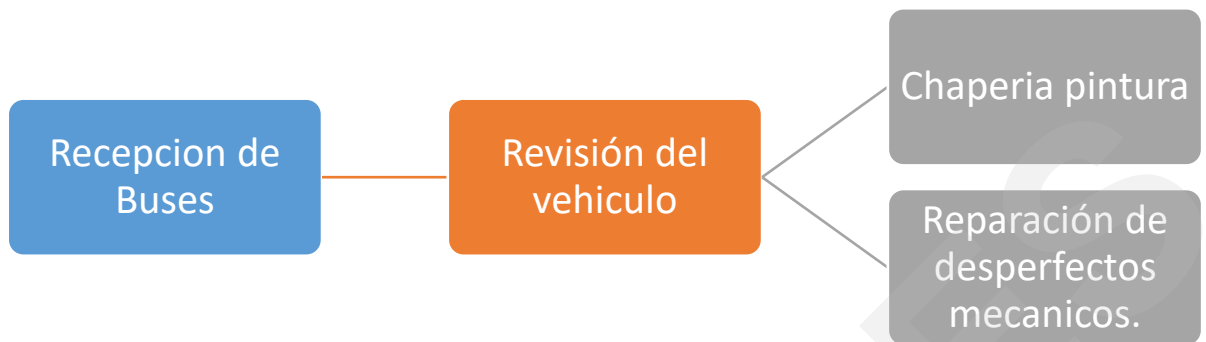 Recepcion de
Buses
Revisión del
vehiculo
Chaperia pintura
Reparación de
desperfectos
mecanicos.